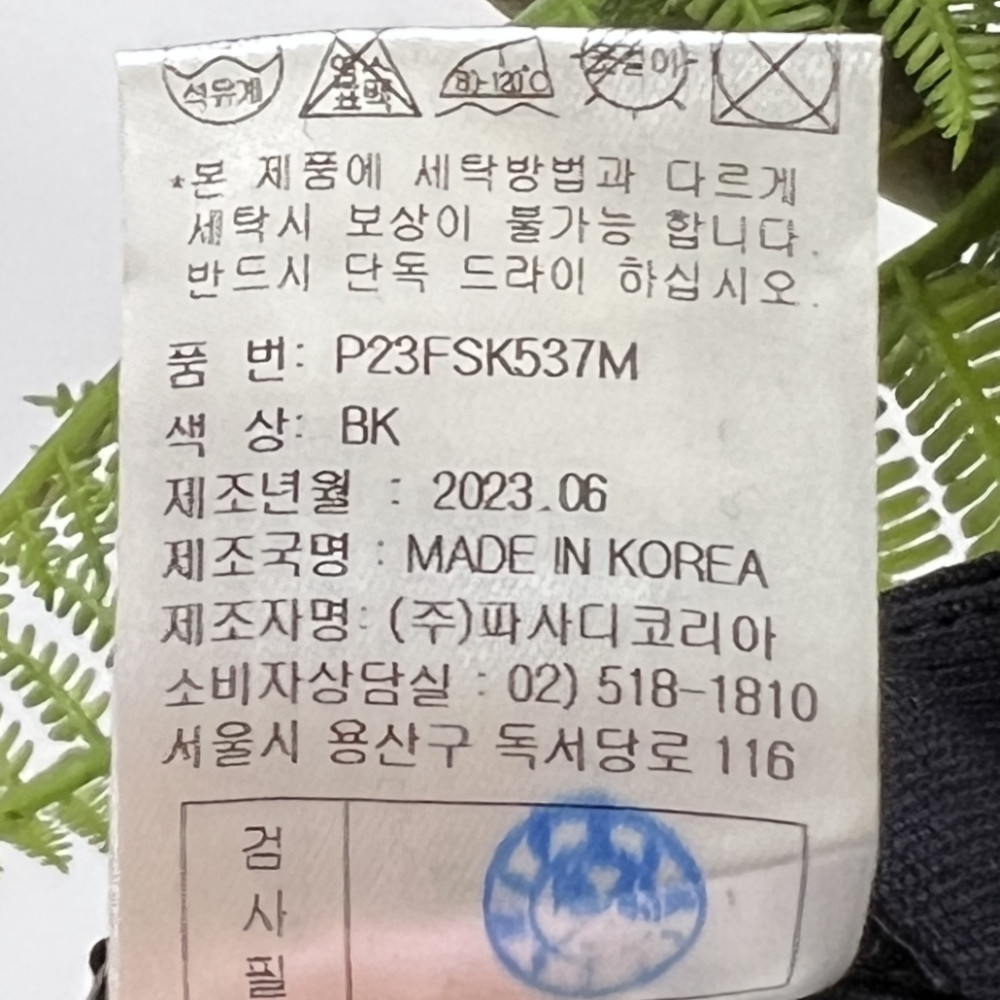 석유계 염소 표백 80-120℃ 손짤이
*본 제품에 세탁방법과 다르게
세탁시 보상이 불가능 합니다.
반드시 단독 드라이 하십시오.
품 번: P23FSK537M
색 상: BK
제조년월 : 2023.06
제조국명 : MADE IN KOREA
제조자명: (주)파사디코리아
소비자상담실 : 02) 518-1810
서울시 용산구 독서당로 116
검
사
필